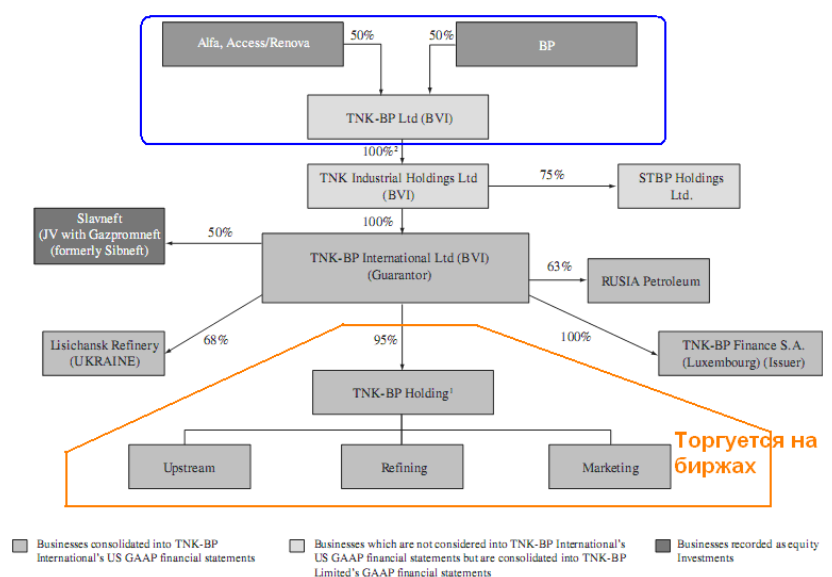 Alfa, Access/Renova
50%
50%
BP
TNK-BP Ltd (BVI)
100%²
TNK Industrial Holdings Ltd
(BVI)
75%
STBP Holdings
Ltd.
100%
Slavneft
(JV with Gazpromneft
(formerly Sibneft)
50%
TNK-BP International Ltd (BVI)
(Guarantor)
63%
RUSIA Petroleum
Lisichansk Refinery
(UKRAINE)
68%
95%
100%
TNK-BP Finance S.A.
(Luxembourg) (Issuer)
TNK-BP Holding¹
Торгуется на
биржах
Upstream
Refining
Marketing
Businesses consolidated into TNK-BP
International's US GAAP financial statements
Businesses which are not considered into TNK-BP International's
US GAAP financial statements but are consolidated into TNK-BP
Limited's GAAP financial statements
Businesses recorded as equity
Investments